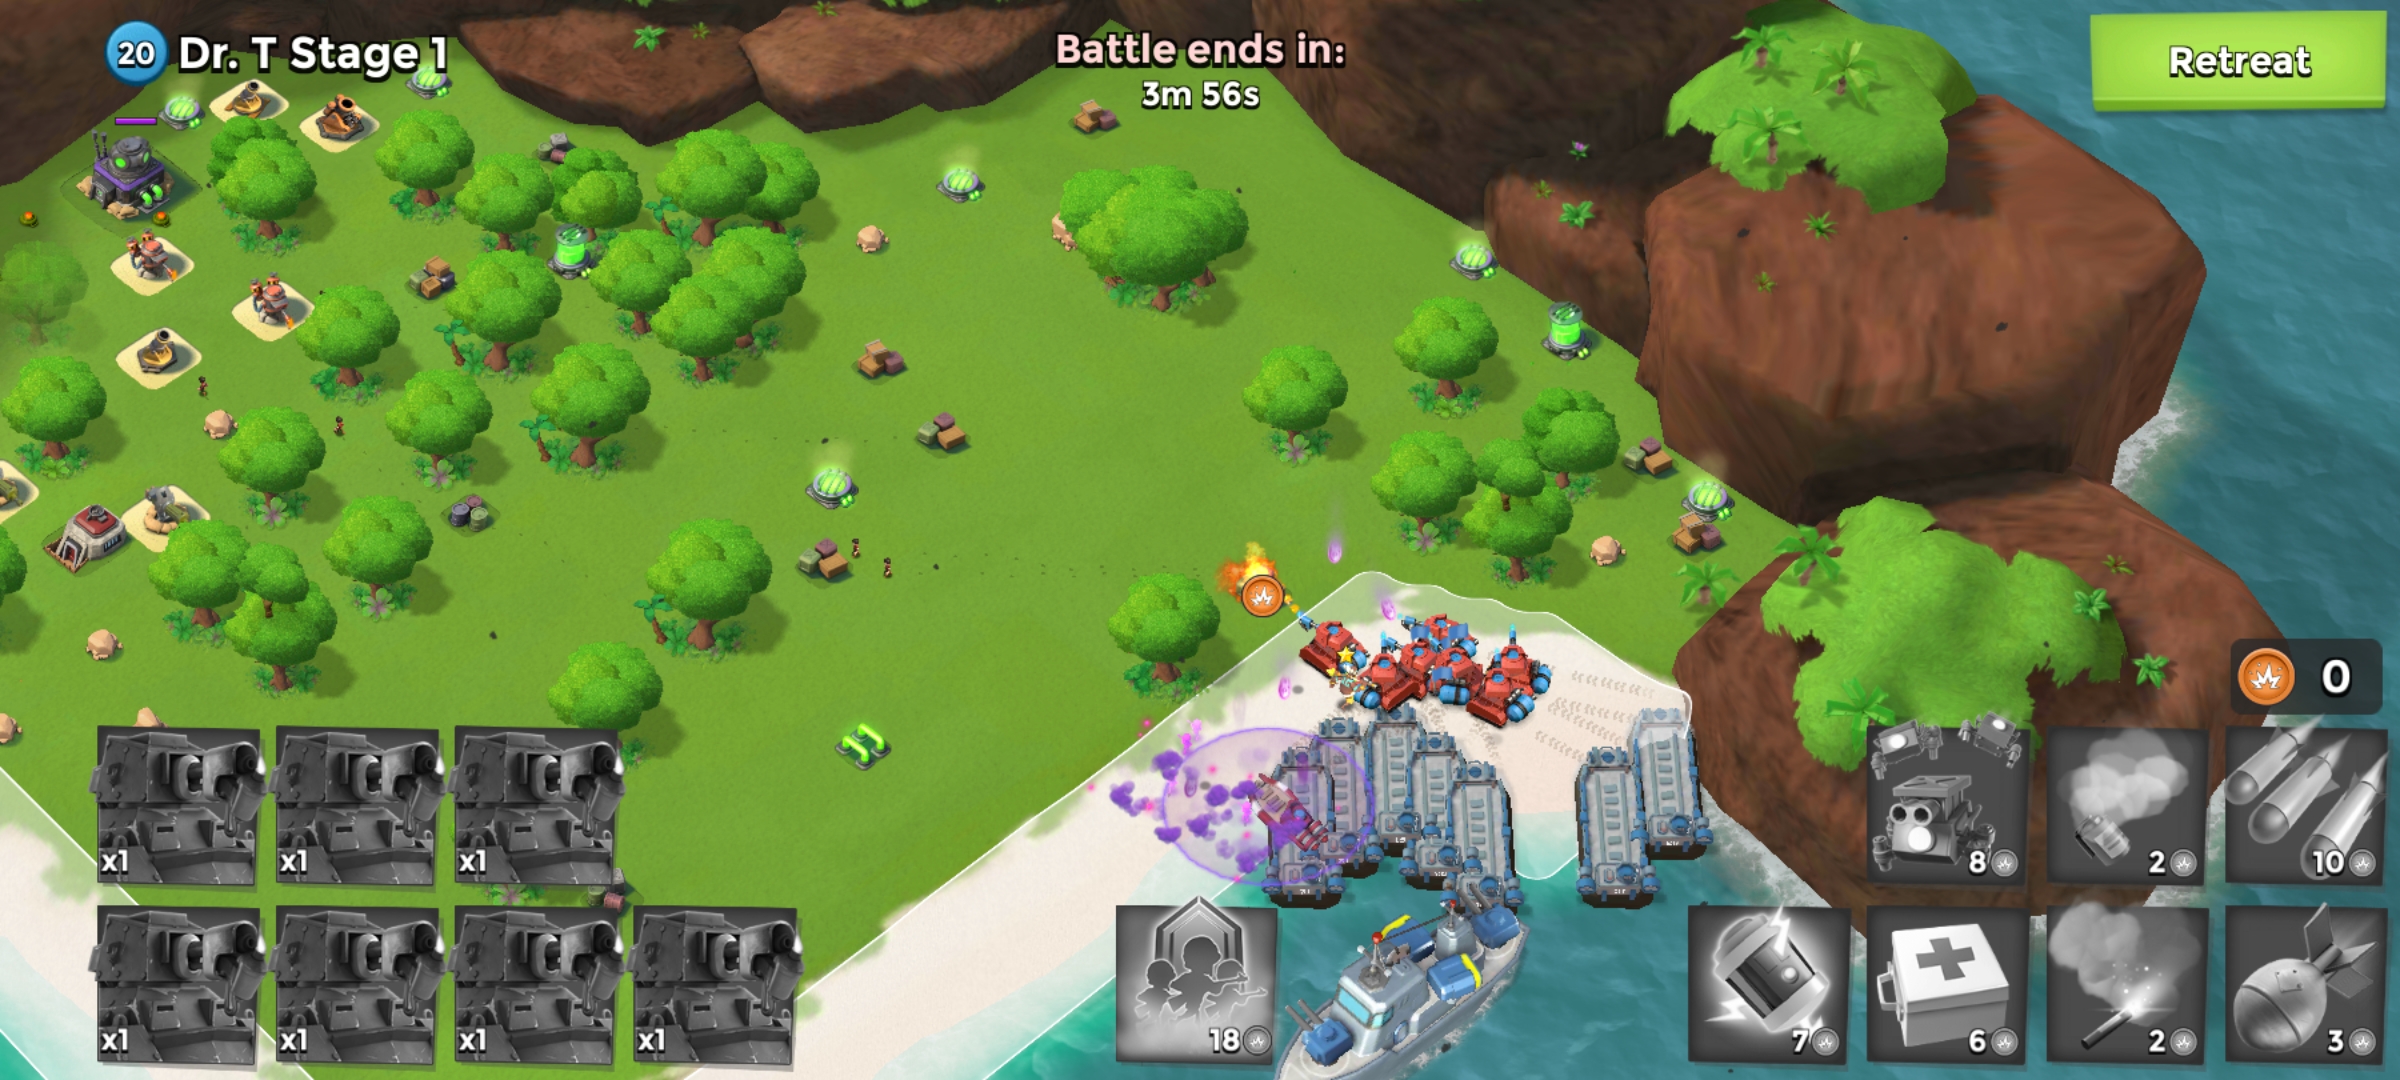 20 Dr. T Stage 1
Battle ends in:
3m 56s
Retreat
0
x1
x1
x1
8
2
10
x1
x1
x1
x1
18
7
6
2
3